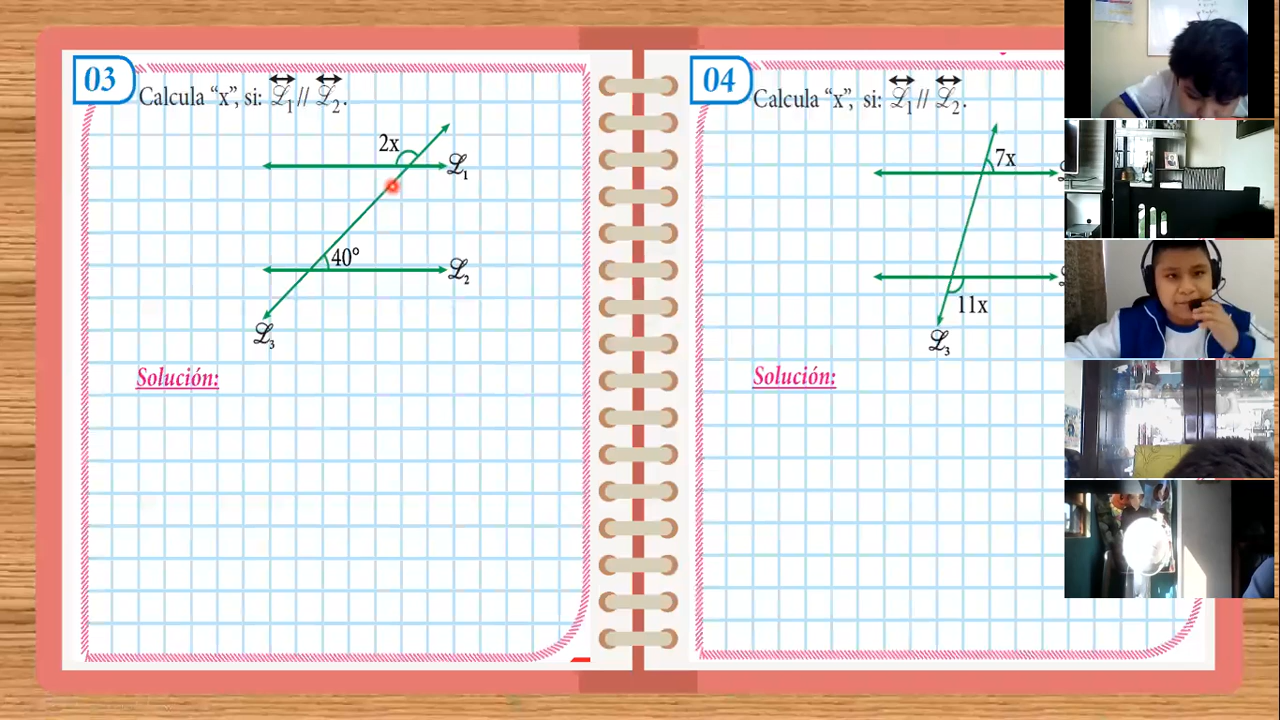 03
Calcula “x”, si: ℒ₁ // ℒ₂.
2x
ℒ₁
40°
ℒ₂
ℒ₃
Solución:
04
Calcula “x”, si: ℒ₁ // ℒ₂.
7x
11x
ℒ₃
Solución: